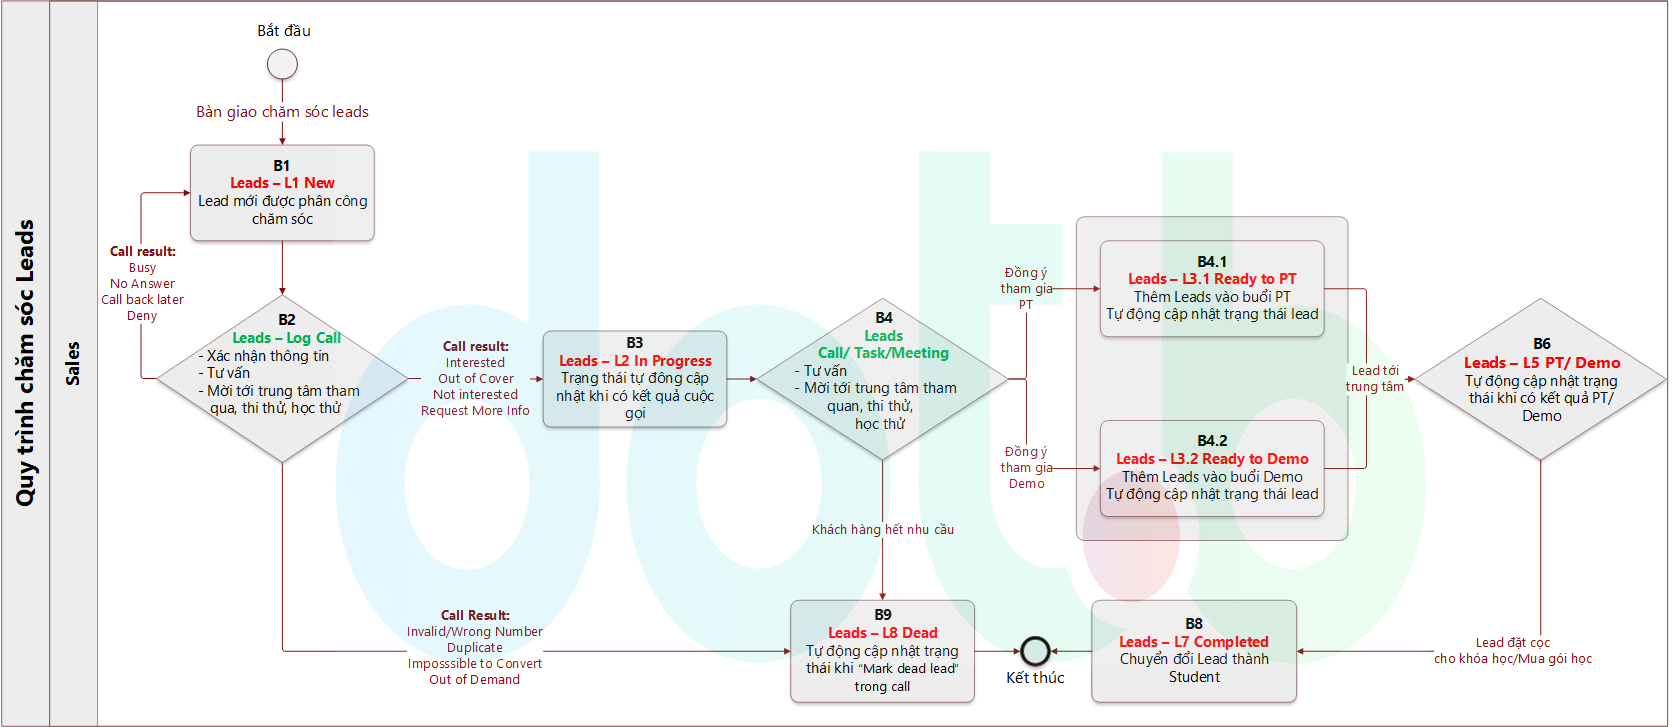 Quy trình chăm sóc Leads
Sales
Bắt đầu
Bàn giao chăm sóc leads
B1
Leads – L1 New
Lead mới được phân công
chăm sóc
Call result:
Busy
No Answer
Call back later
Deny
B2
Leads – Log Call
- Xác nhận thông tin
- Tư vấn
- Mời tới trung tâm tham
qua, thi thử, học thử
Call result:
Interested
Out of Cover
Not interested
Request More Info
B3
Leads – L2 In Progress
Trạng thái tự đông cập
nhật khi có kết quả cuộc
gọi
B4
Leads
Call/ Task/Meeting
- Tư vấn
- Mời tới trung tâm tham
quan, thi thử,
học thử
Đồng ý
tham gia
PT
B4.1
Leads – L3.1 Ready to PT
Thêm Leads vào buổi PT
Tự động cập nhật trạng thái lead
Đồng ý
tham gia
Demo
B4.2
Leads – L3.2 Ready to Demo
Thêm Leads vào buổi Demo
Tự động cập nhật trạng thái lead
Lead tới
trung tâm
B6
Leads – L5 PT/ Demo
Tự động cập nhật trạng
thái khi có kết quả PT/
Demo
Khách hàng hết nhu cầu
Call Result:
Invalid/Wrong Number
Duplicate
Imposssible to Convert
Out of Demand
B9
Leads – L8 Dead
Tự động cập nhật trạng
thái khi “Mark dead lead”
trong call
Kết thúc
B8
Leads – L7 Completed
Chuyển đổi Lead thành
Student
Lead đặt cọc
cho khóa học/Mua gói học
dotb